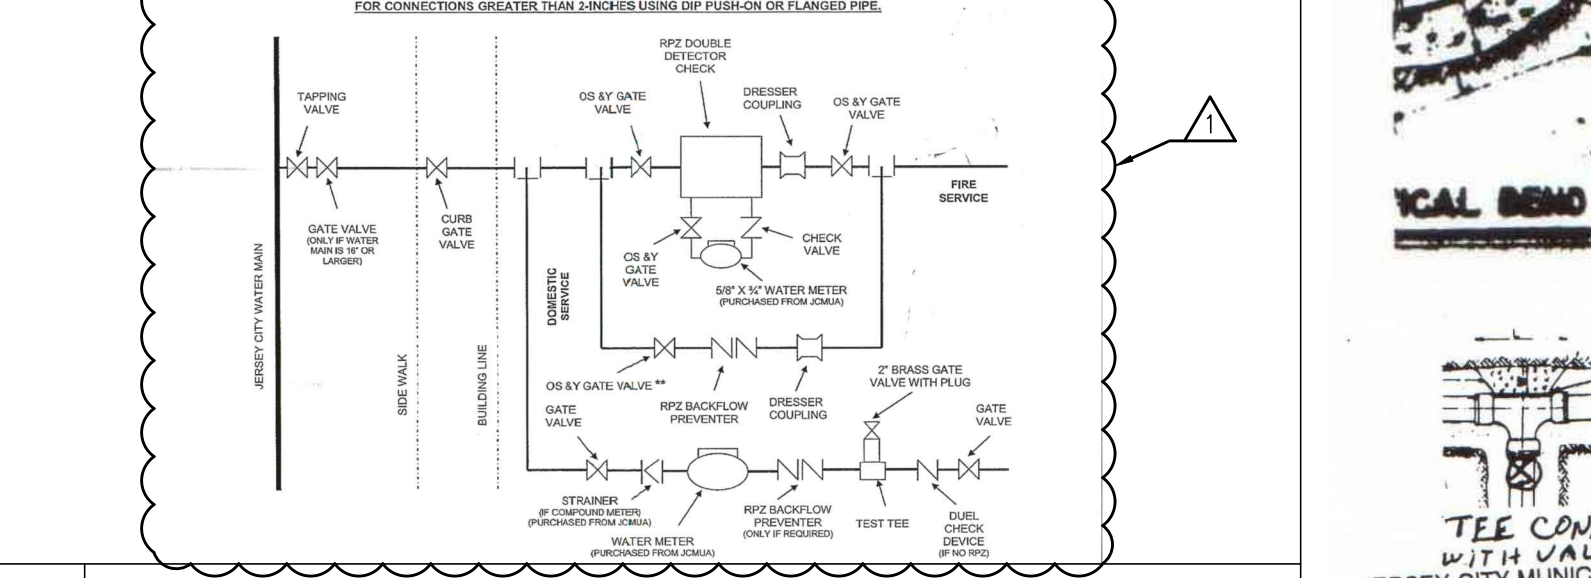 FOR CONNECTIONS GREATER THAN 2-INCHES USING DIP PUSH-ON OR FLANGED PIPE.
RPZ DOUBLE
DETECTOR
CHECK
TAPPING
VALVE
OS &Y GATE
VALVE
DRESSER
COUPLING
OS &Y GATE
VALVE
1
FIRE
SERVICE
GATE VALVE
(ONLY IF WATER
MAIN IS 16" OR
LARGER)
CURB
GATE
VALVE
OS &Y
GATE
VALVE
CHECK
VALVE
5/8" X ¾" WATER METER
(PURCHASED FROM JCMUA)
JERSEY CITY WATER MAIN
SIDE WALK
BUILDING LINE
DOMESTIC
SERVICE
OS &Y GATE VALVE **
RPZ BACKFLOW
PREVENTER
DRESSER
COUPLING
2" BRASS GATE
VALVE WITH PLUG
GATE
VALVE
GATE
VALVE
STRAINER
(IF COMPOUND METER)
(PURCHASED FROM JCMUA)
WATER METER
(PURCHASED FROM JCMUA)
RPZ BACKFLOW
PREVENTER
(ONLY IF REQUIRED)
TEST TEE
DUEL
CHECK
DEVICE
(IF NO RPZ)
L
TEE
WITH
JERSEY CITY